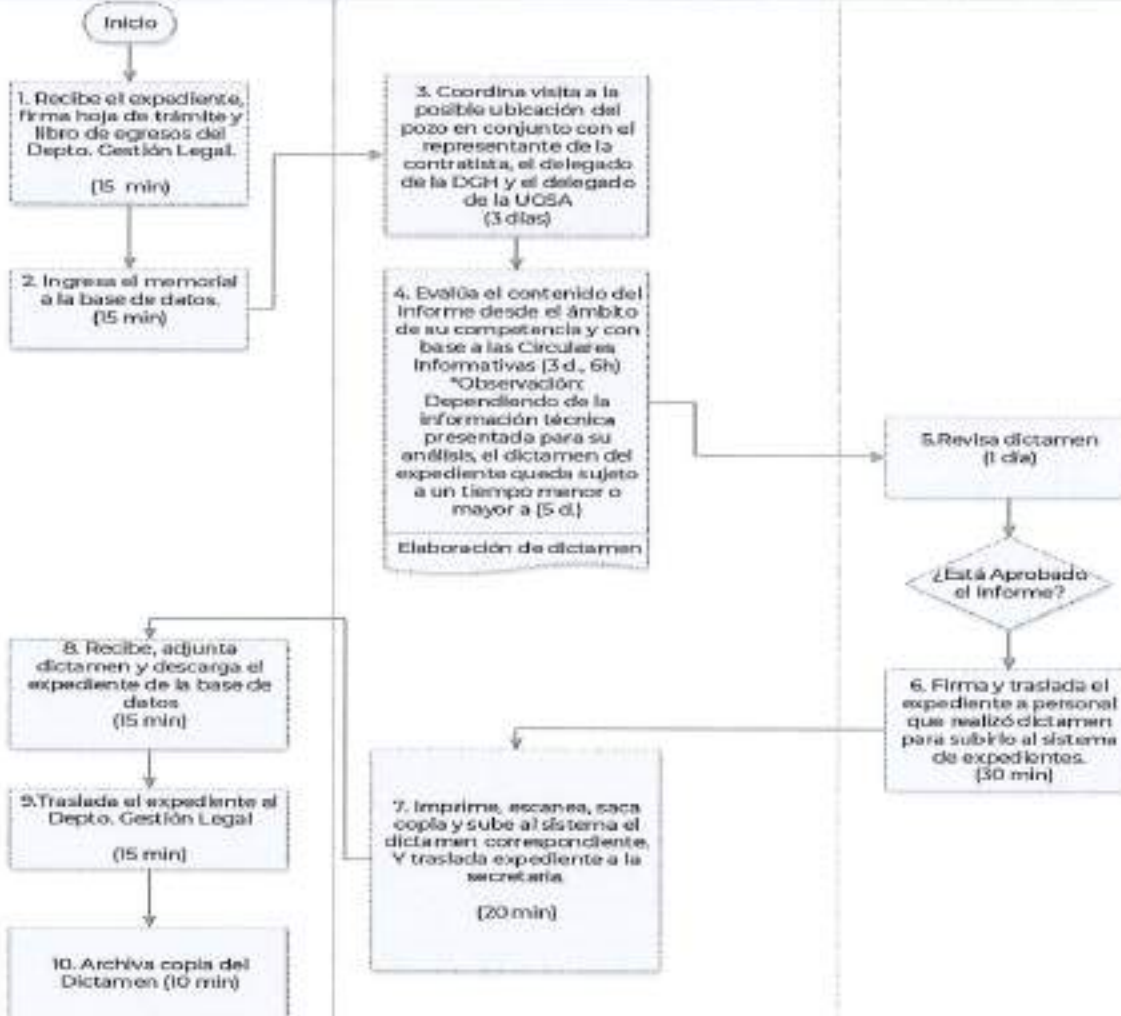 Inicio
1. Recibe el expediente,
firma hoja de trámite y
libro de egresos del
Depto. Gestión Legal.
(15 min)
2. Ingresa el memorial
a la base de datos.
(15 min)
3. Coordina visita a la
posible ubicación del
pozo en conjunto con el
representante de la
contratista, el delegado
de la DGH y el delegado
de la UGSA
(3 días)
4. Evalúa el contenido del
Informe desde el ámbito
de su competencia y con
base a las Circulares
Informativas (3 d., 6h)
*Observación:
Dependiendo de la
información técnica
presentada para su
análisis, el dictamen del
expediente queda sujeto
a un tiempo menor o
mayor a (5 d.)
Elaboración de dictamen
5.Revisa dictamen
(1 día)
¿Está Aprobado
el Informe?
6. Firma y traslada el
expediente a personal
que realizó dictamen
para subirlo al sistema
de expedientes.
(30 min)
7. Imprime, escanea, saca
copia y sube al sistema el
dictamen correspondiente.
Y traslada expediente a la
secretaria.
(20 min)
8. Recibe, adjunta
dictamen y descarga el
expediente de la base de
datos
(15 min)
9.Traslada el expediente al
Depto. Gestión Legal
(15 min)
10. Archiva copia del
Dictamen (10 min)